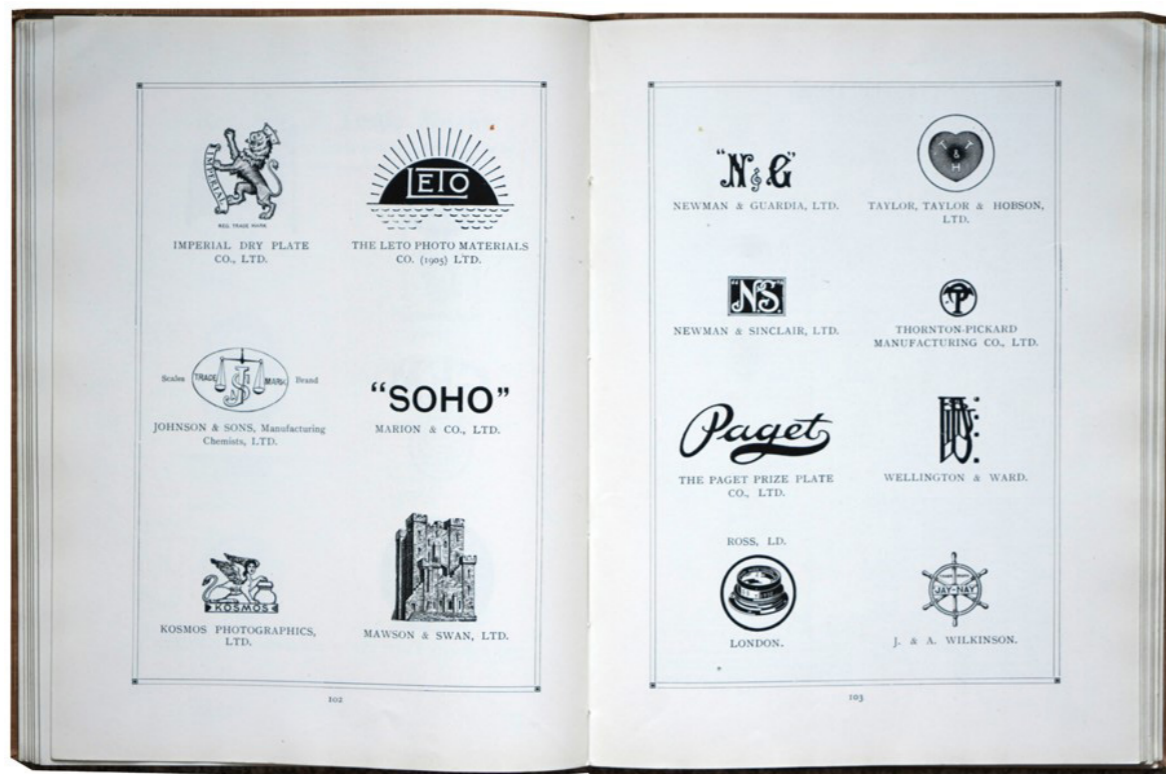 IMPERIAL
REG. TRADE MARK
IMPERIAL DRY PLATE
CO., LTD.
LETO
THE LETO PHOTO MATERIALS
CO. (1905) LTD.
Scales TRADE JS MARK Brand
JOHNSON & SONS, Manufacturing
Chemists, LTD.
"SOHO"
MARION & CO., LTD.
KOSMOS
KOSMOS PHOTOGRAPHICS,
LTD.
MAWSON & SWAN, LTD.
102
"N & G"
NEWMAN & GUARDIA, LTD.
T T
&
H
TAYLOR, TAYLOR & HOBSON,
LTD.
"N.S."
NEWMAN & SINCLAIR, LTD.
TP
THORNTON-PICKARD
MANUFACTURING CO., LTD.
Paget
THE PAGET PRIZE PLATE
CO., LTD.
WELLINGTON & WARD.
ROSS, LD.
LONDON.
JAY-NAY
J. & A. WILKINSON.
103